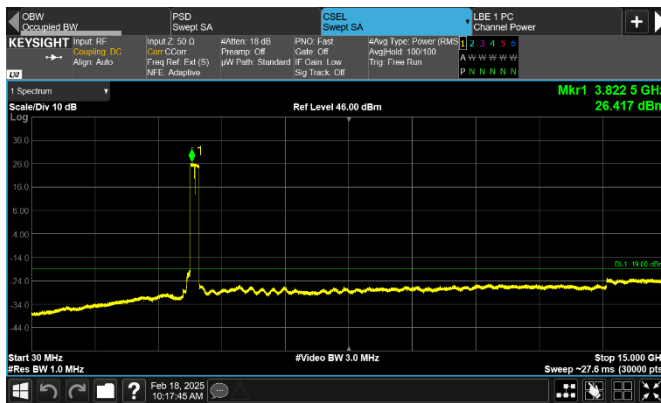 OBW
Occupied BW
PSD
Swept SA
CSEL
Swept SA
LBE 1 PC
Channel Power
KEYSIGHT
Input: RF
Coupling: DC
Align: Auto
Input Z: 50 Ω
Corr CCorr
Freq Ref: Ext (S)
NFE: Adaptive
#Atten: 18 dB
Preamp: Off
µW Path: Standard
PNO: Fast
Gate: Off
IF Gain: Low
Sig Track: Off
#Avg Type: Power (RMS
Avg|Hold: 100/100
Trig: Free Run
1 2 3 4 5 6
A W W W W W
P N N N N N
LV
1 Spectrum
Scale/Div 10 dB
Log
Ref Level 46.00 dBm
Mkr1 3.822 5 GHz
26.417 dBm
36.0
26.0
16.0
6.00
-4.00
-14.0
-24.0
-34.0
-44.0
1
DL1 -19.00 dBm
Start 30 MHz
#Res BW 1.0 MHz
#Video BW 3.0 MHz
Stop 15.000 GH
Sweep ~27.6 ms (30000 pts
?
Feb 18, 2025
10:17:45 AM